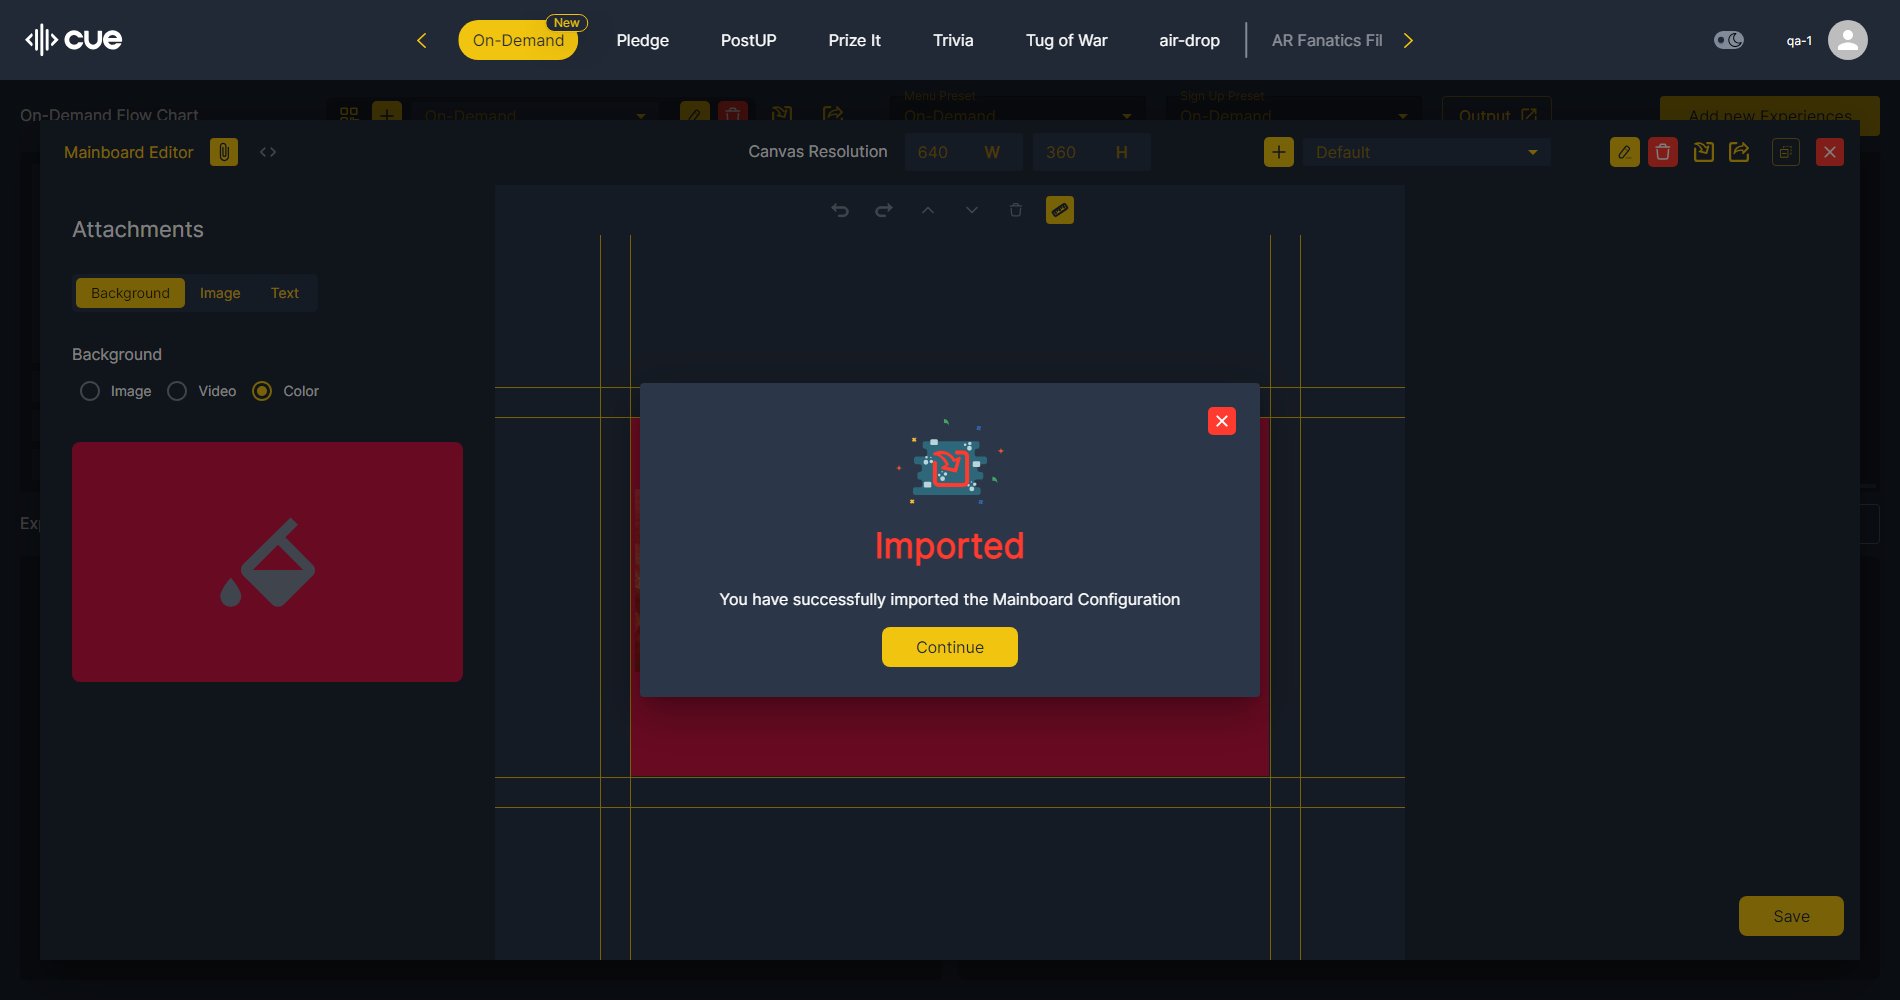 cue
On-Demand
New
Pledge
PostUP
Prize It
Trivia
Tug of War
air-drop
AR Fanatics Fil
qa-1
On-Demand Flow Chart
On-Demand
Menu Preset
On-Demand
Sign Up Preset
On-Demand
Output
Add new Experiences
Mainboard Editor
Canvas Resolution
640 W
360 H
Default
Attachments
Background
Image
Text
Background
Image
Video
Color
Imported
You have successfully imported the Mainboard Configuration
Continue
Save